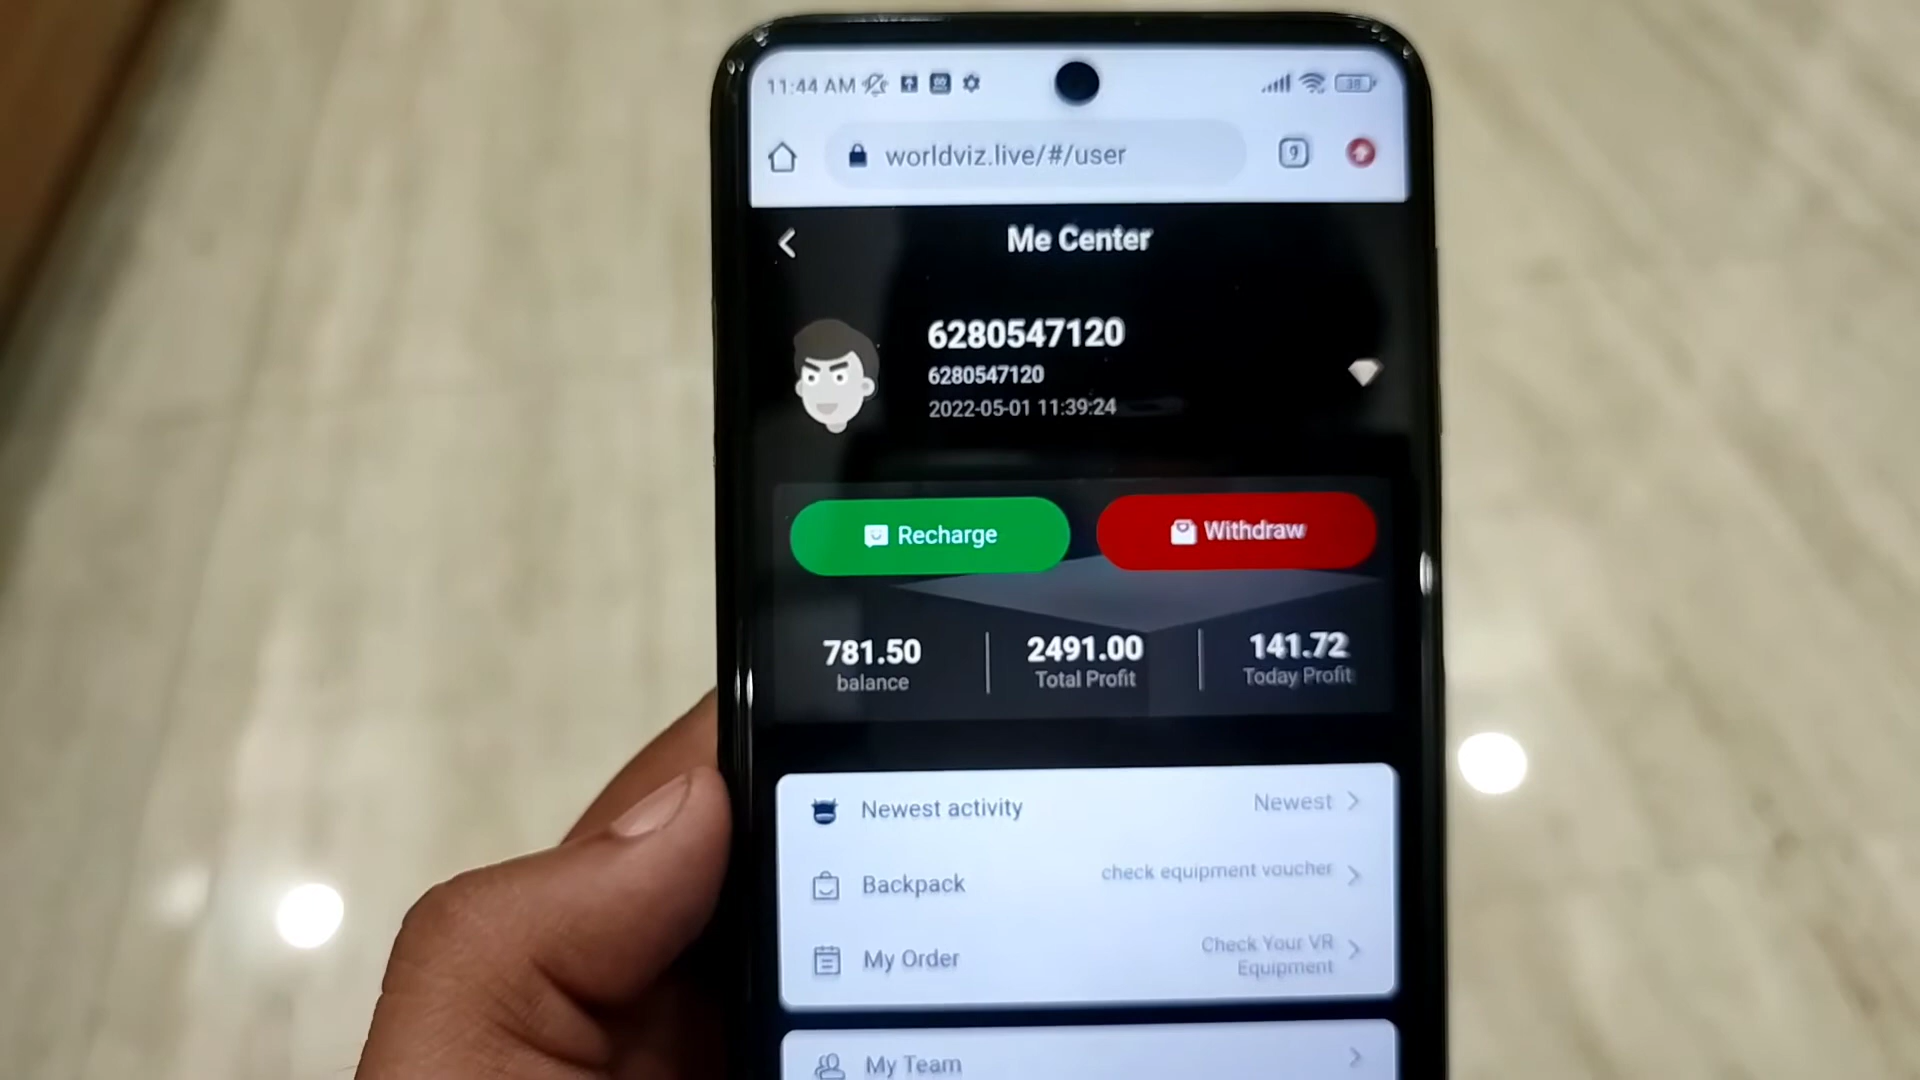 11:44 AM
38
worldviz.live/#/user
9
Me Center
6280547120
6280547120
2022-05-01 11:39:24
Recharge
Withdraw
781.50
balance
2491.00
Total Profit
141.72
Today Profit
Newest activity
Newest
Backpack
check equipment voucher
My Order
Check Your VR
Equipment
My Team